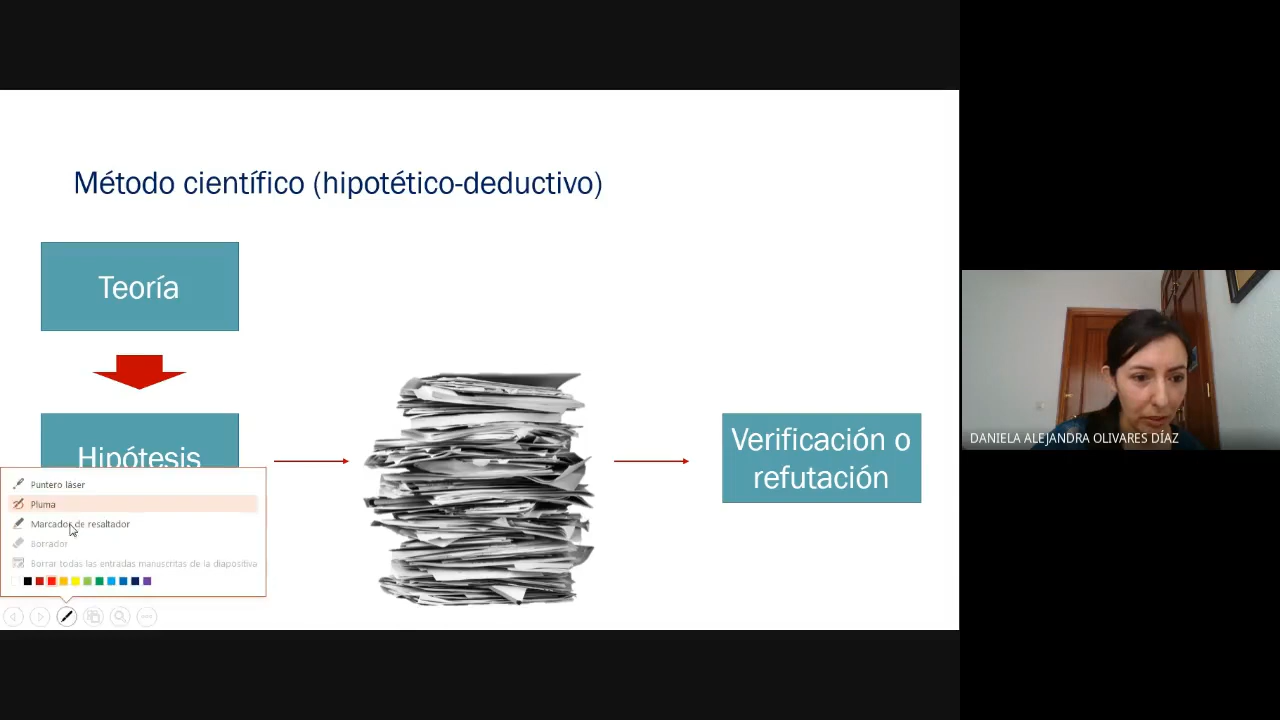 Método científico (hipotético-deductivo)
Teoría
Hipótesis
Verificación o
refutación
Puntero láser
Pluma
Marcador de resaltador
Borrador
Borrar todas las entradas manuscritas de la diapositiva
DANIELA ALEJANDRA OLIVARES DÍAZ